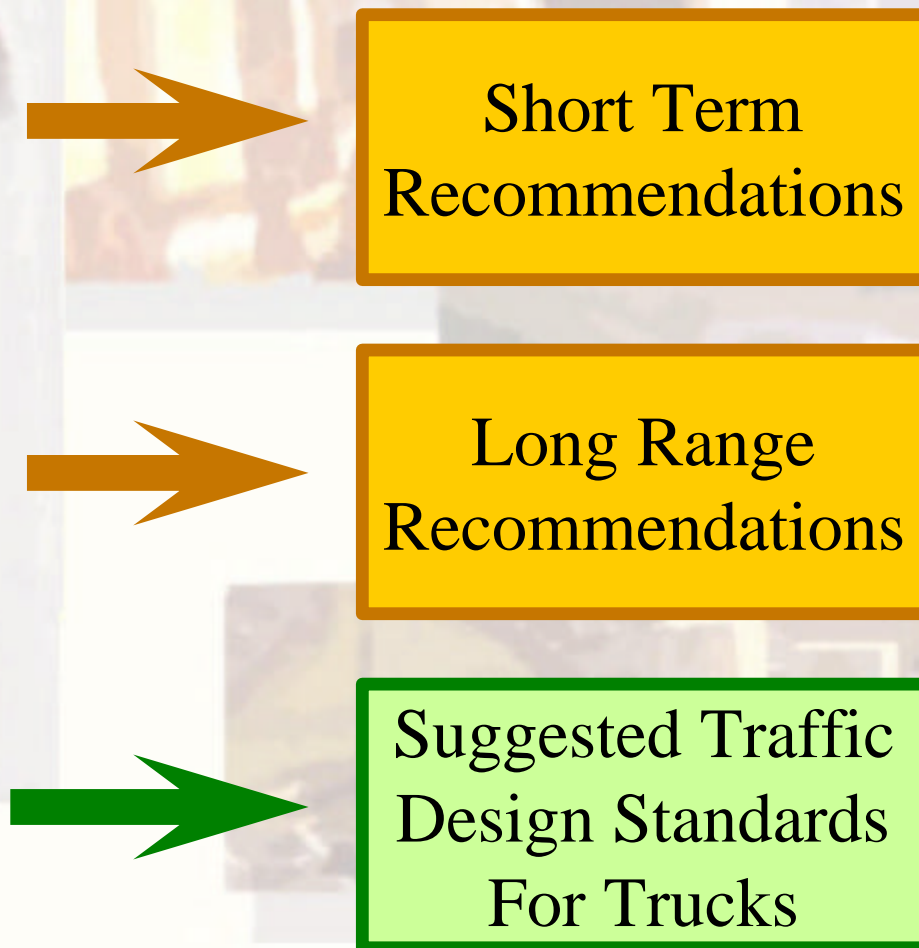 Short Term
Recommendations
Long Range
Recommendations
Suggested Traffic
Design Standards
For Trucks